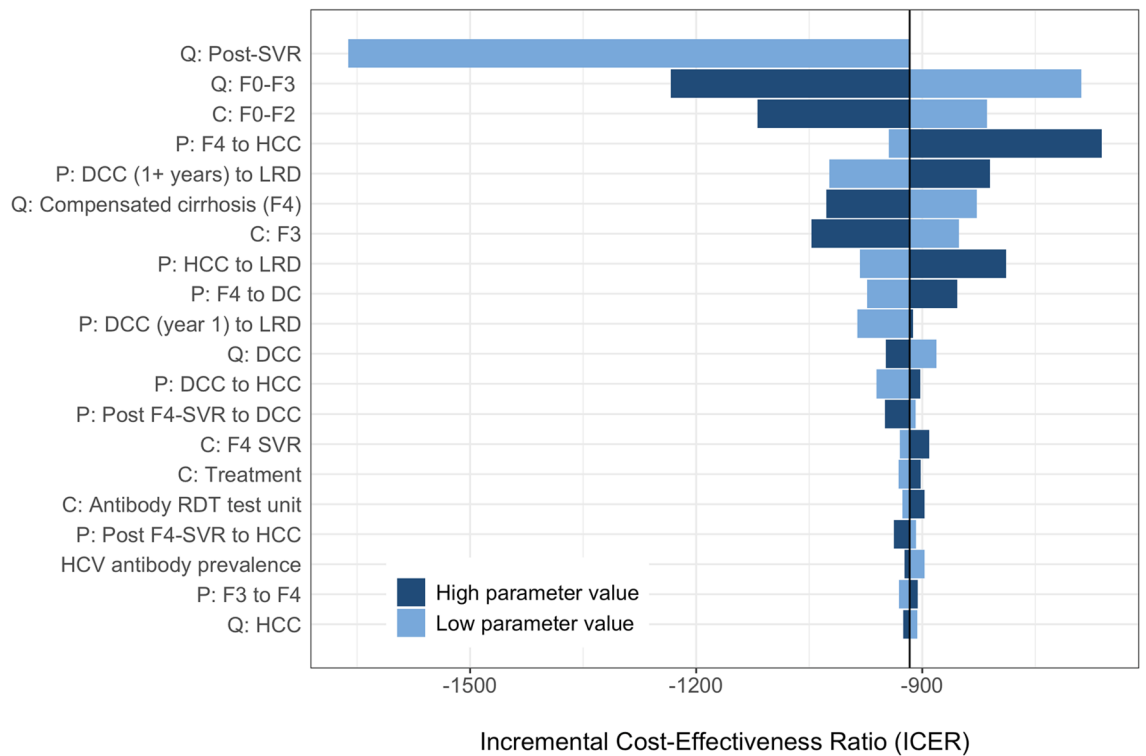 Q: Post-SVR
Q: F0-F3
C: F0-F2
P: F4 to HCC
P: DCC (1+ years) to LRD
Q: Compensated cirrhosis (F4)
C: F3
P: HCC to LRD
P: F4 to DC
P: DCC (year 1) to LRD
Q: DCC
P: DCC to HCC
P: Post F4-SVR to DCC
C: F4 SVR
C: Treatment
C: Antibody RDT test unit
P: Post F4-SVR to HCC
HCV antibody prevalence
P: F3 to F4
Q: HCC
High parameter value
Low parameter value
-1500 -1200 -900
Incremental Cost-Effectiveness Ratio (ICER)